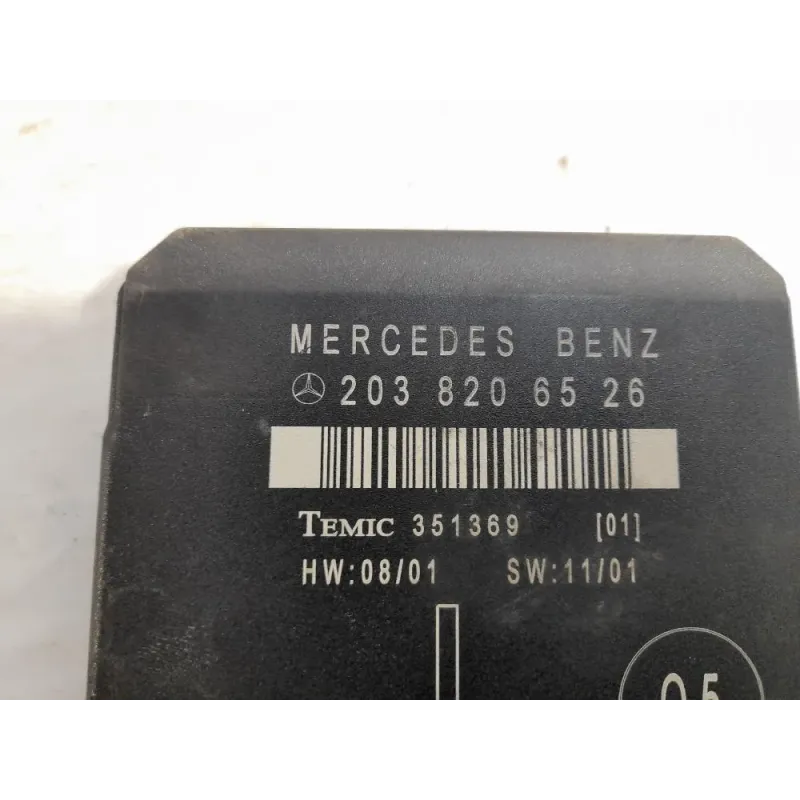 MERCEDES BENZ
203 820 65 26
TEMIC 351369 [01]
HW:08/01 SW:11/01